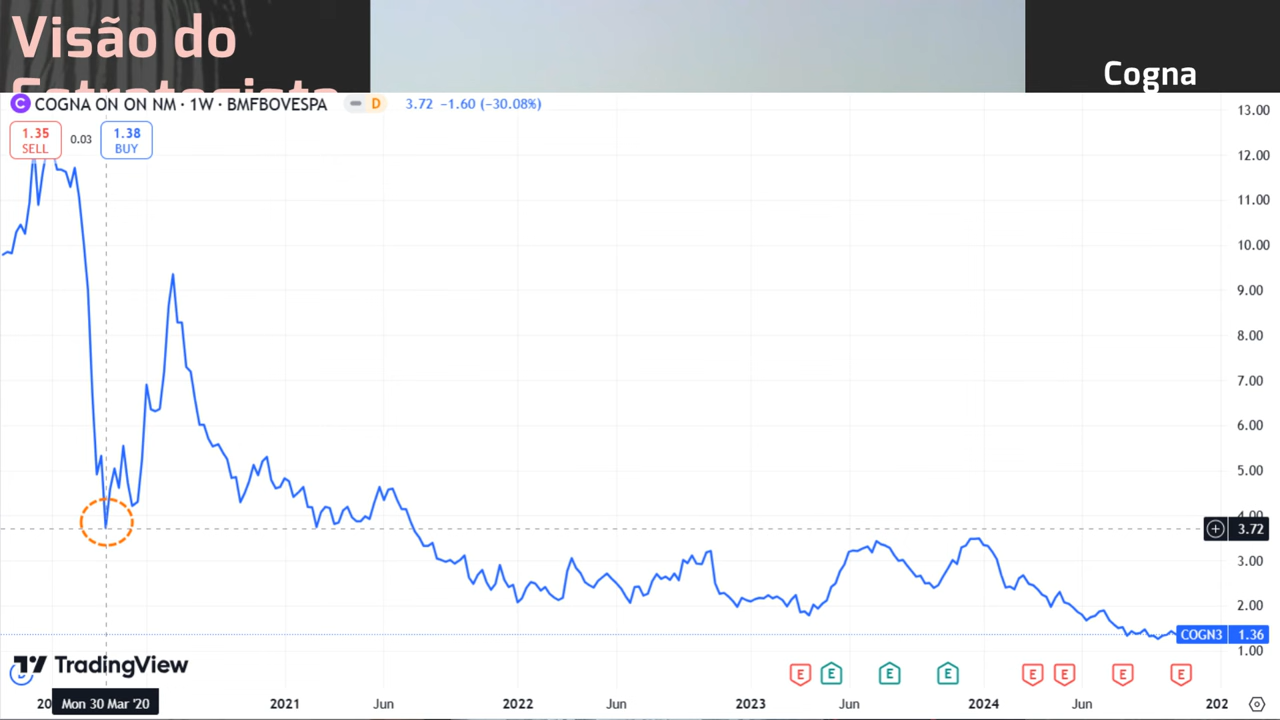 Visão do
Estrategista
Cogna
C COGNA ON ON NM · 1W · BMFBOVESPA D 3.72 −1.60 (−30.08%)
1.35
SELL
0.03
1.38
BUY
13.00
12.00
11.00
10.00
9.00
8.00
7.00
6.00
5.00
4.00
3.72
3.00
2.00
COGN3 1.36
1.00
E E E E E E E E
TradingView
20 Mon 30 Mar '20 2021 Jun 2022 Jun 2023 Jun 2024 Jun 202